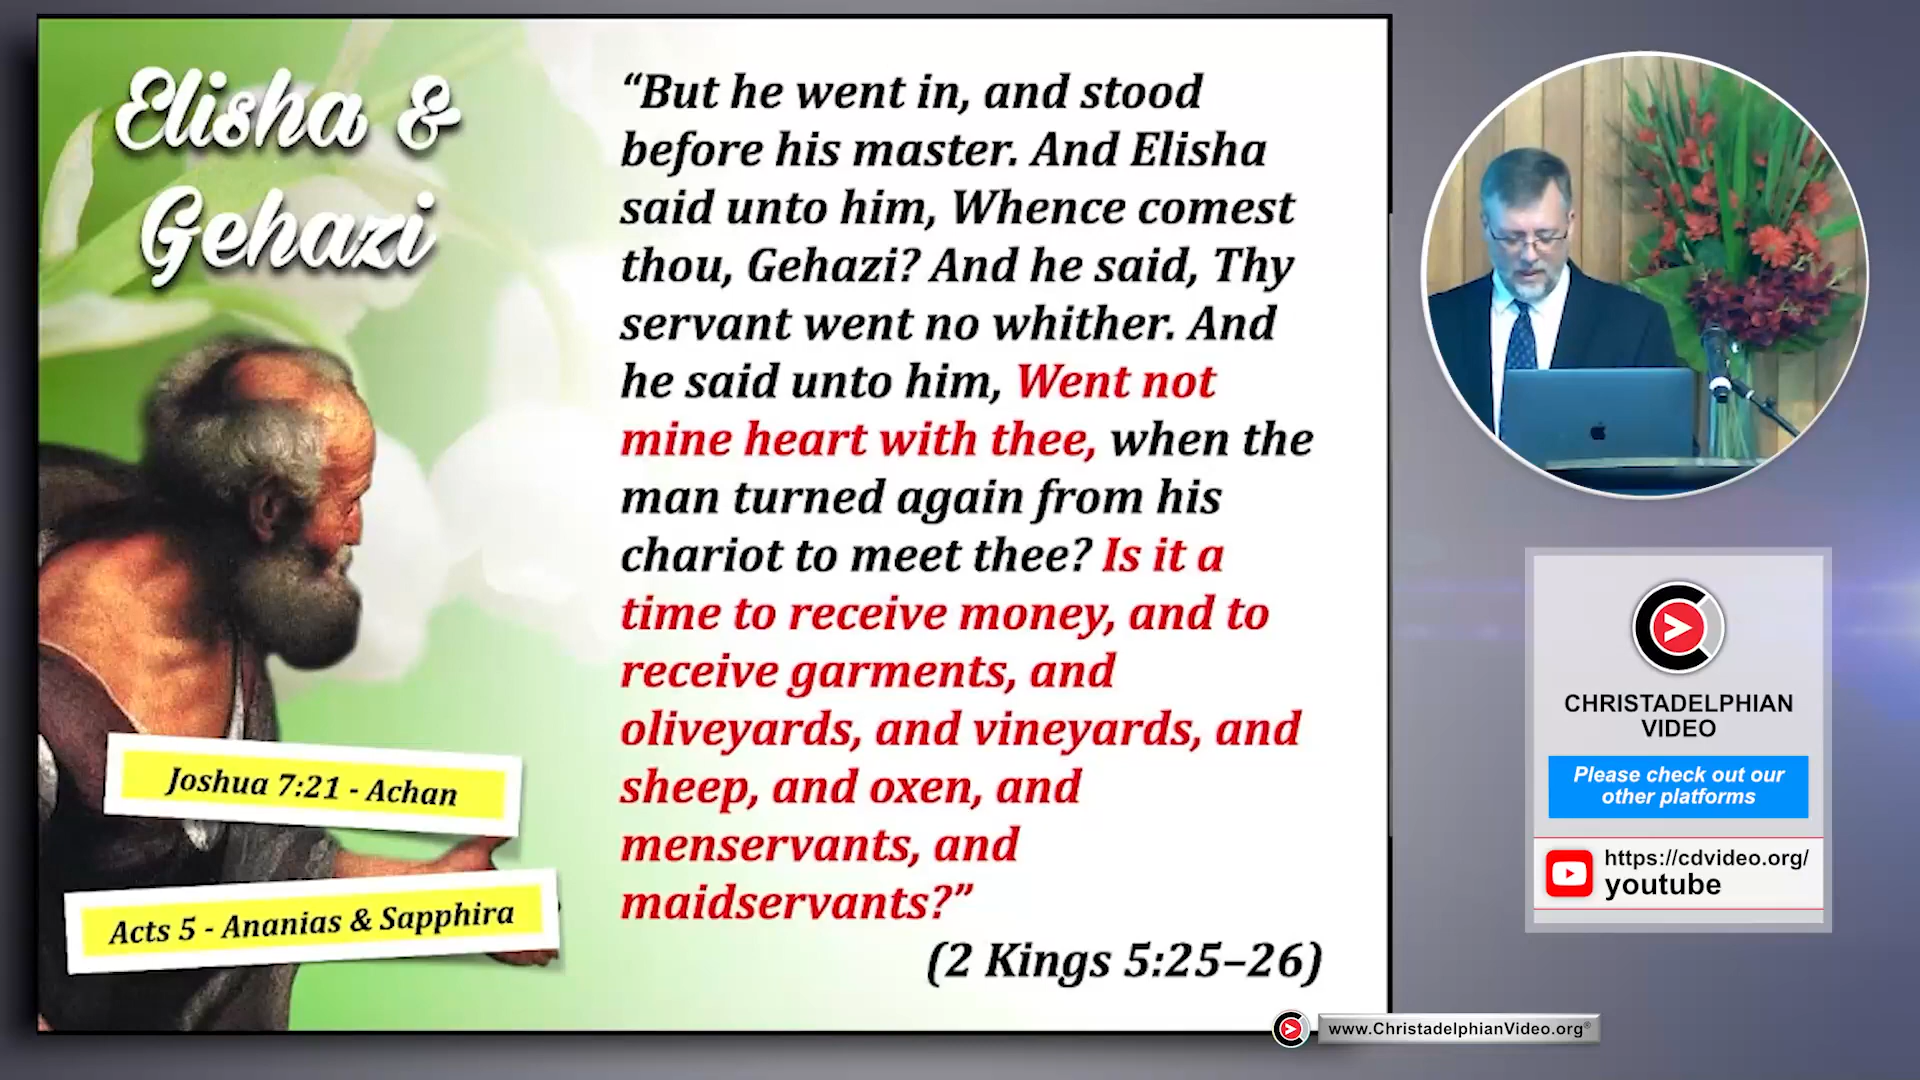 Elisha &
Gehazi
“But he went in, and stood
before his master. And Elisha
said unto him, Whence comest
thou, Gehazi? And he said, Thy
servant went no whither. And
he said unto him, Went not
mine heart with thee, when the
man turned again from his
chariot to meet thee? Is it a
time to receive money, and to
receive garments, and
oliveyards, and vineyards, and
sheep, and oxen, and
menservants, and
maidservants?”
(2 Kings 5:25–26)
Joshua 7:21 - Achan
Acts 5 - Ananias & Sapphira
CHRISTADELPHIAN
VIDEO
Please check out our
other platforms
https://cdvideo.org/
youtube
www.ChristadelphianVideo.org®